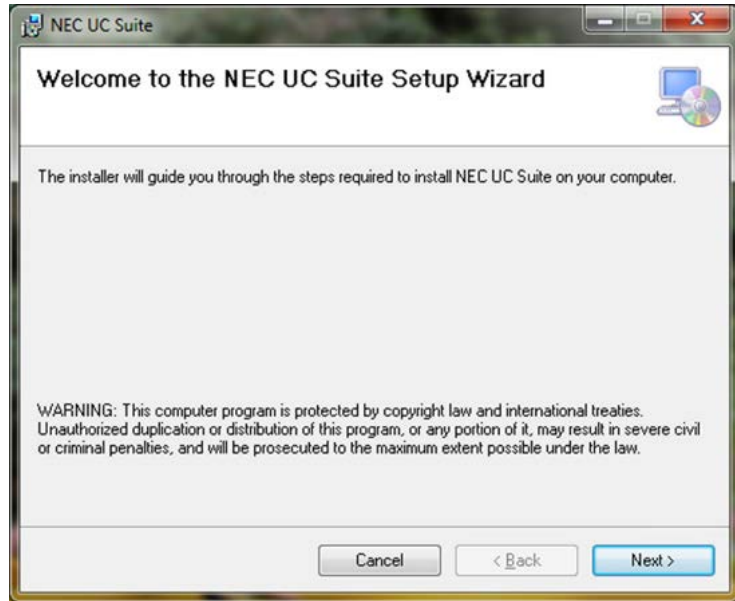 NEC UC Suite
Welcome to the NEC UC Suite Setup Wizard
The installer will guide you through the steps required to install NEC UC Suite on your computer.
WARNING: This computer program is protected by copyright law and international treaties.
Unauthorized duplication or distribution of this program, or any portion of it, may result in severe civil
or criminal penalties, and will be prosecuted to the maximum extent possible under the law.
Cancel
< Back
Next >